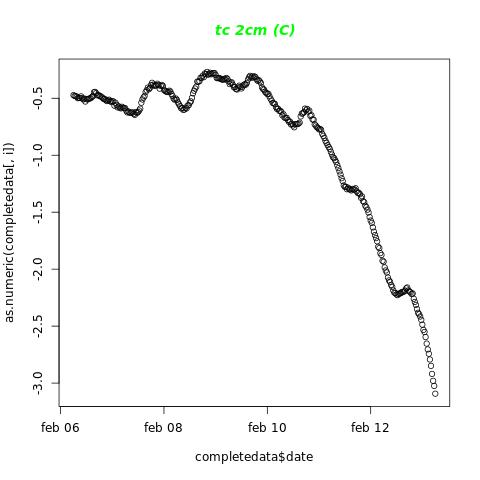 tc 2cm (C)
-0.5
-1.0
-1.5
-2.0
-2.5
-3.0
as.numeric(completedata[, i])
feb 06 feb 08 feb 10 feb 12
completedata$date